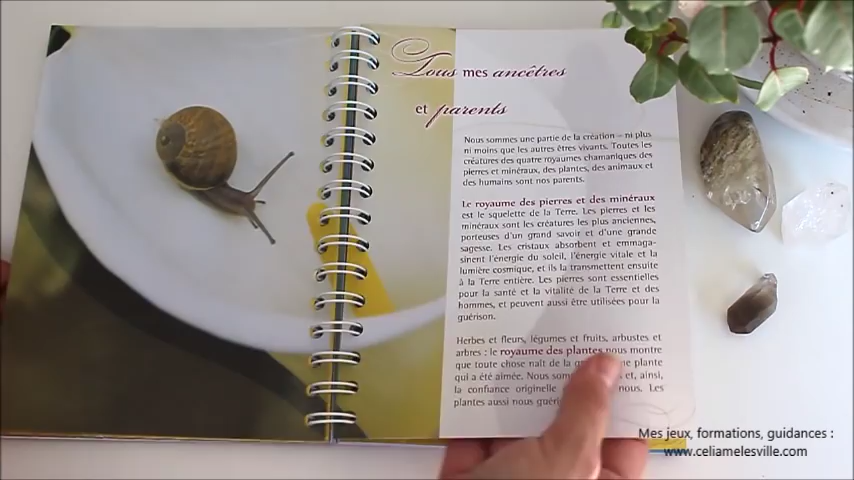 Tous mes ancêtres
et parents
Nous sommes une partie de la création – ni plus
ni moins que les autres êtres vivants. Toutes les
créatures des quatre royaumes chamaniques des
pierres et minéraux, des plantes, des animaux et
des humains sont nos parents.
Le royaume des pierres et des minéraux
est le squelette de la Terre. Les pierres et les
minéraux sont les créatures les plus anciennes,
porteuses d'un grand savoir et d'une grande
sagesse. Les cristaux absorbent et emmaga-
sinent l'énergie du soleil, l'énergie vitale et la
lumière cosmique, et ils la transmettent ensuite
à la Terre entière. Les pierres sont essentielles
pour la santé et la vitalité de la Terre et des
hommes, et peuvent aussi être utilisées pour la
guérison.
Herbes et fleurs, légumes et fruits, arbustes et
arbres : le royaume des plantes nous montre
que toute chose naît de la plante
qui a été aimée. Nous et, ainsi,
la confiance originelle nous. Les
plantes aussi nous
Mes jeux, formations, guidances :
www.celiamelesville.com